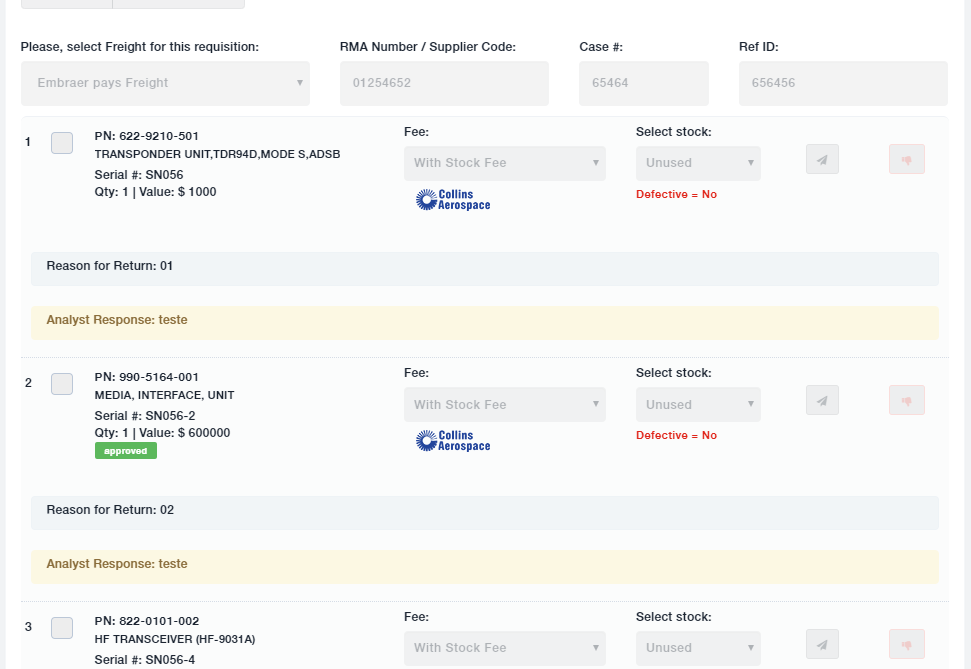 Please, select Freight for this requisition:
RMA Number / Supplier Code:
Case #:
Ref ID:
Embraer pays Freight
01254652
65464
656456
1
PN: 622-9210-501
TRANSPONDER UNIT,TDR94D,MODE S,ADSB
Serial #: SN056
Qty: 1 | Value: $ 1000
Fee:
With Stock Fee
Collins
Aerospace
Select stock:
Unused
Defective = No
Reason for Return: 01
Analyst Response: teste
2
PN: 990-5164-001
MEDIA, INTERFACE, UNIT
Serial #: SN056-2
Qty: 1 | Value: $ 600000
approved
Fee:
With Stock Fee
Collins
Aerospace
Select stock:
Unused
Defective = No
Reason for Return: 02
Analyst Response: teste
3
PN: 822-0101-002
HF TRANSCEIVER (HF-9031A)
Serial #: SN056-4
Fee:
With Stock Fee
Select stock:
Unused